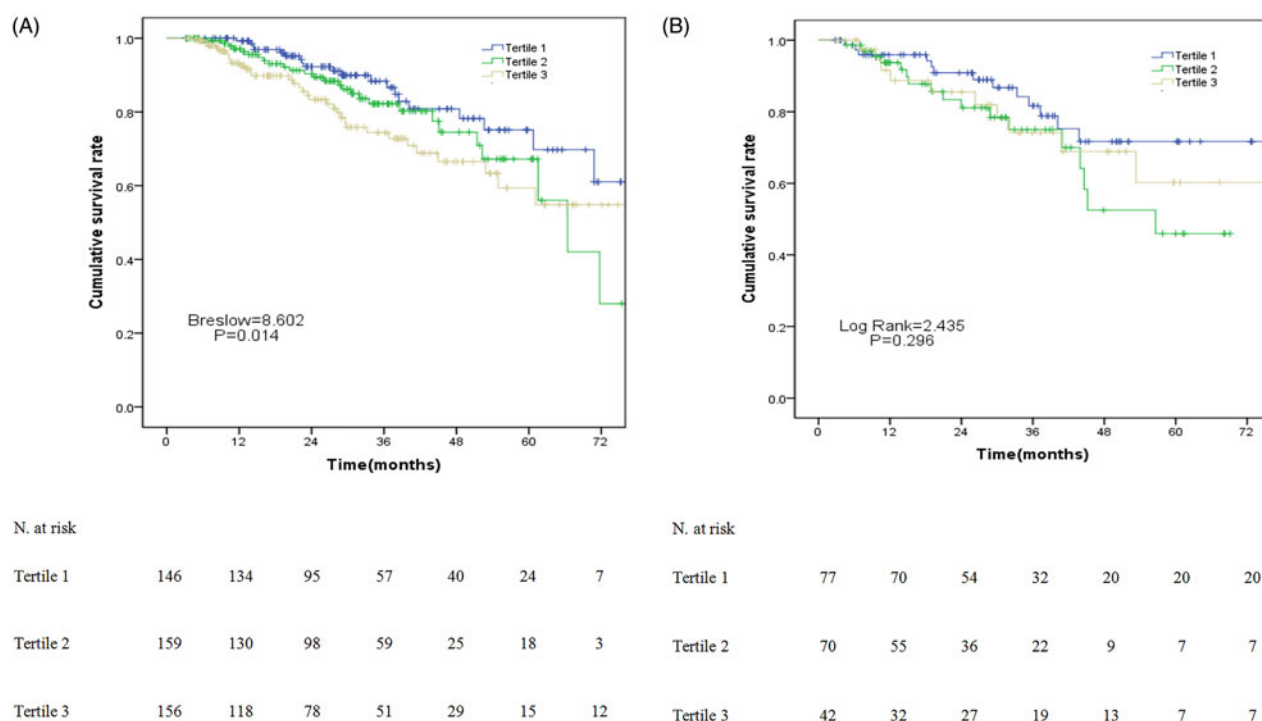 (A)
Cumulative survival rate
1.0
0.8
0.6
0.4
0.2
0.0
Tertile 1
Tertile 2
Tertile 3
Breslow=8.602
P=0.014
0 12 24 36 48 60 72
Time(months)
(B)
Cumulative survival rate
1.0
0.8
0.6
0.4
0.2
0.0
Tertile 1
Tertile 2
Tertile 3
Log Rank=2.435
P=0.296
0 12 24 36 48 60 72
Time(months)
N. at risk
Tertile 1 146 134 95 57 40 24 7
Tertile 2 159 130 98 59 25 18 3
Tertile 3 156 118 78 51 29 15 12
N. at risk
Tertile 1 77 70 54 32 20 20 20
Tertile 2 70 55 36 22 9 7 7
Tertile 3 42 32 27 19 13 7 7